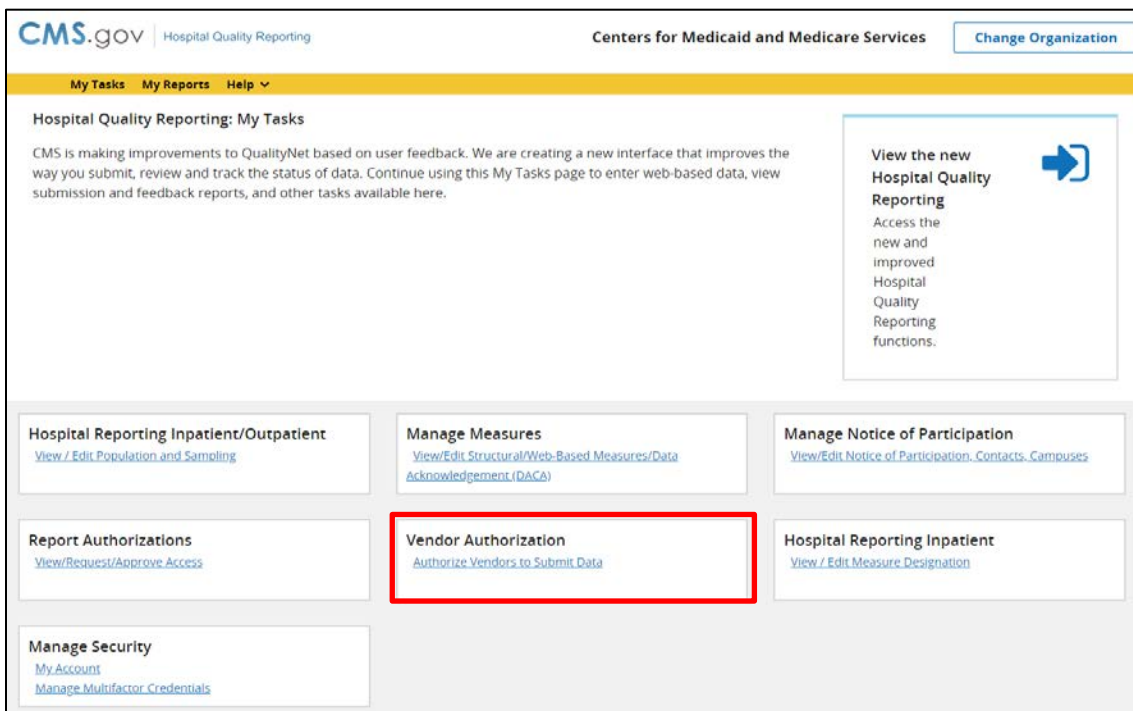 CMS.gov Hospital Quality Reporting
Centers for Medicaid and Medicare Services
Change Organization
My Tasks My Reports Help
Hospital Quality Reporting: My Tasks
CMS is making improvements to QualityNet based on user feedback. We are creating a new interface that improves the
way you submit, review and track the status of data. Continue using this My Tasks page to enter web-based data, view
submission and feedback reports, and other tasks available here.
View the new
Hospital Quality
Reporting
Access the
new and
improved
Hospital
Quality
Reporting
functions.
Hospital Reporting Inpatient/Outpatient
View / Edit Population and Sampling
Manage Measures
View/Edit Structural/Web-Based Measures/Data
Acknowledgement (DACA)
Manage Notice of Participation
View/Edit Notice of Participation, Contacts, Campuses
Report Authorizations
View/Request/Approve Access
Vendor Authorization
Authorize Vendors to Submit Data
Hospital Reporting Inpatient
View / Edit Measure Designation
Manage Security
My Account
Manage Multifactor Credentials